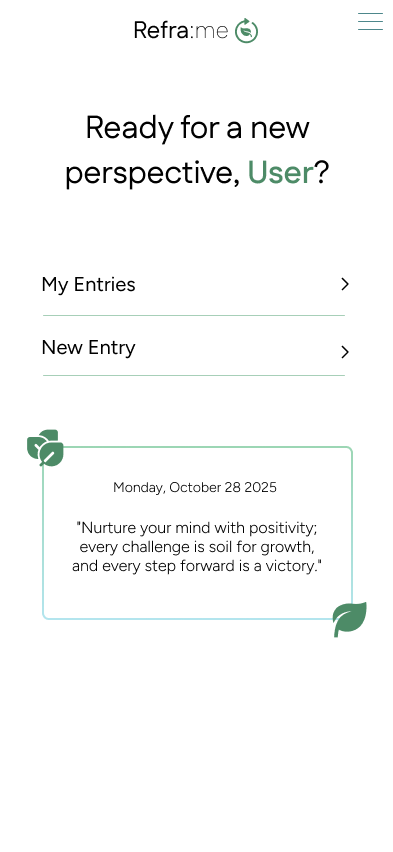 Refra:me
Ready for a new
perspective, User?
My Entries
New Entry
Monday, October 28 2025
"Nurture your mind with positivity;
every challenge is soil for growth,
and every step forward is a victory."